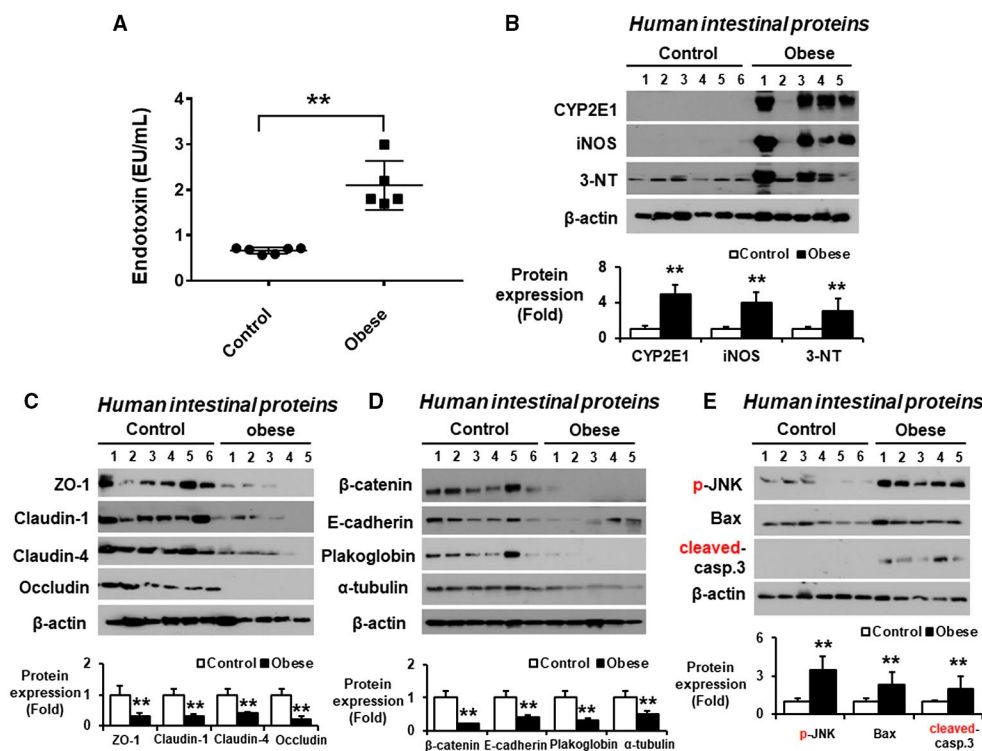 A
Endotoxin (EU/mL)
4
3
2
1
0
**
Control
Obese
B
Human intestinal proteins
Control Obese
1 2 3 4 5 6 1 2 3 4 5
CYP2E1
iNOS
3-NT
β-actin
Control Obese
Protein
expression
(Fold)
8
4
0
** ** **
CYP2E1 iNOS 3-NT
C
Human intestinal proteins
Control obese
1 2 3 4 5 6 1 2 3 4 5
ZO-1
Claudin-1
Claudin-4
Occludin
β-actin
Control Obese
Protein
expression
(Fold)
2
1
0
** ** ** **
ZO-1 Claudin-1 Claudin-4 Occludin
D
Human intestinal proteins
Control Obese
1 2 3 4 5 6 1 2 3 4 5
β-catenin
E-cadherin
Plakoglobin
α-tubulin
β-actin
Control Obese
Protein
expression
(Fold)
2
1
0
** ** ** **
β-catenin E-cadherin Plakoglobin α-tubulin
E
Human intestinal proteins
Control Obese
1 2 3 4 5 6 1 2 3 4 5
p-JNK
Bax
cleaved-
casp.3
β-actin
Control Obese
Protein
expression
(Fold)
6
3
0
** ** **
p-JNK Bax cleaved-
casp.3